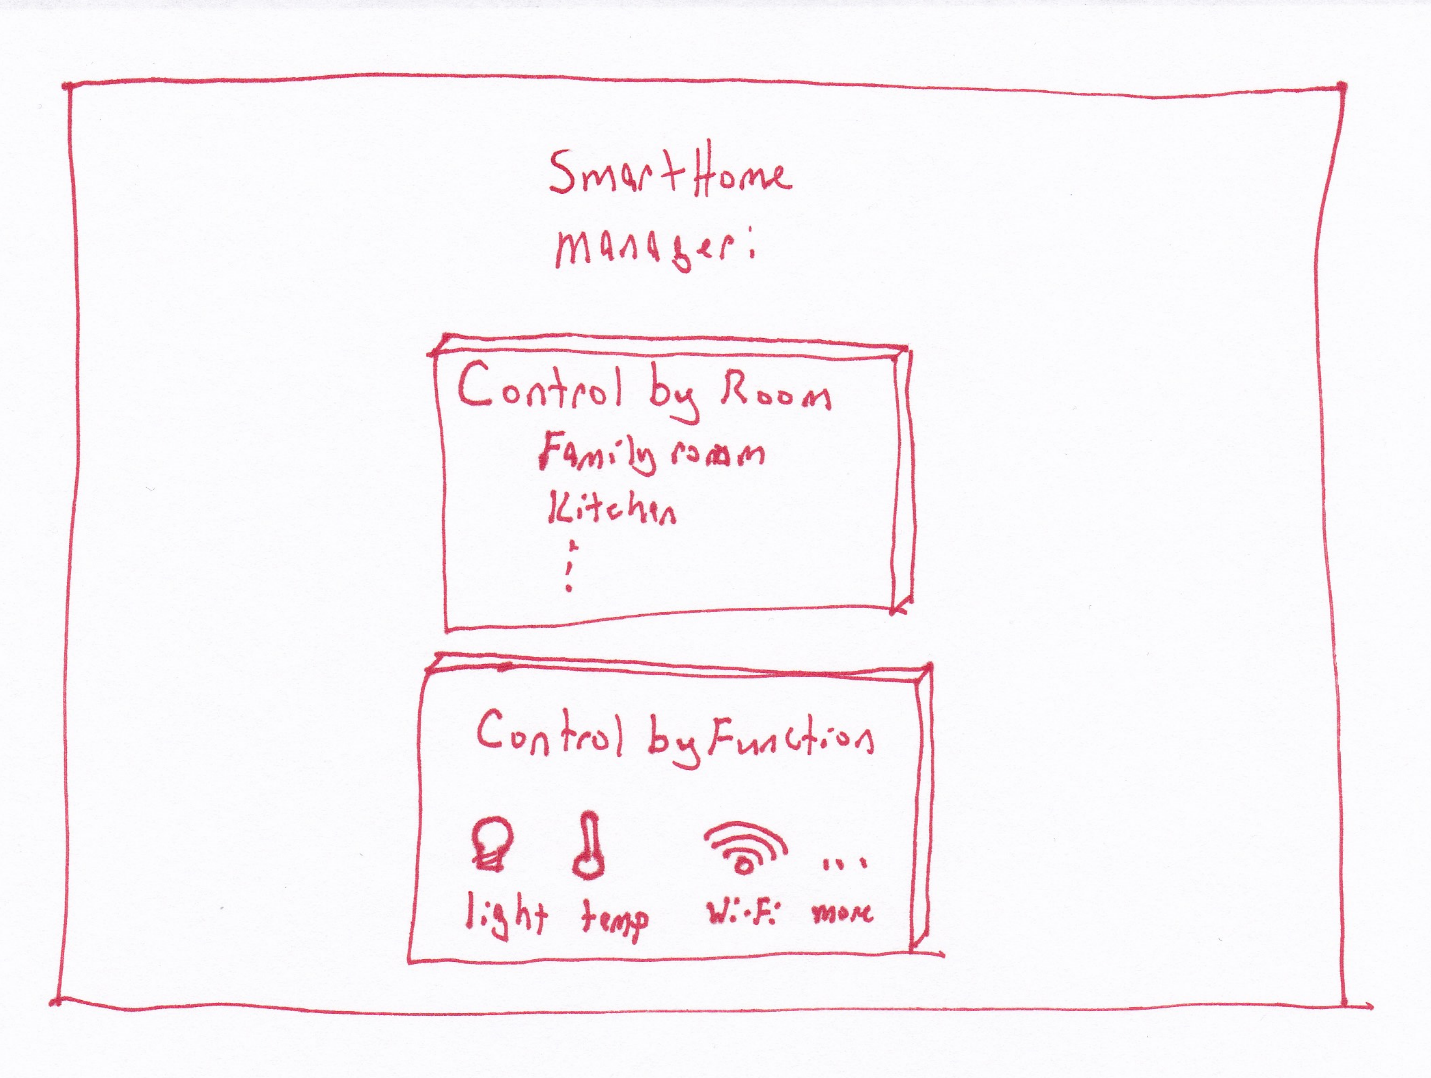 SmartHome
manager:
Control by Room
Family room
Kitchen
Control by Function
...
light temp Wi-Fi more